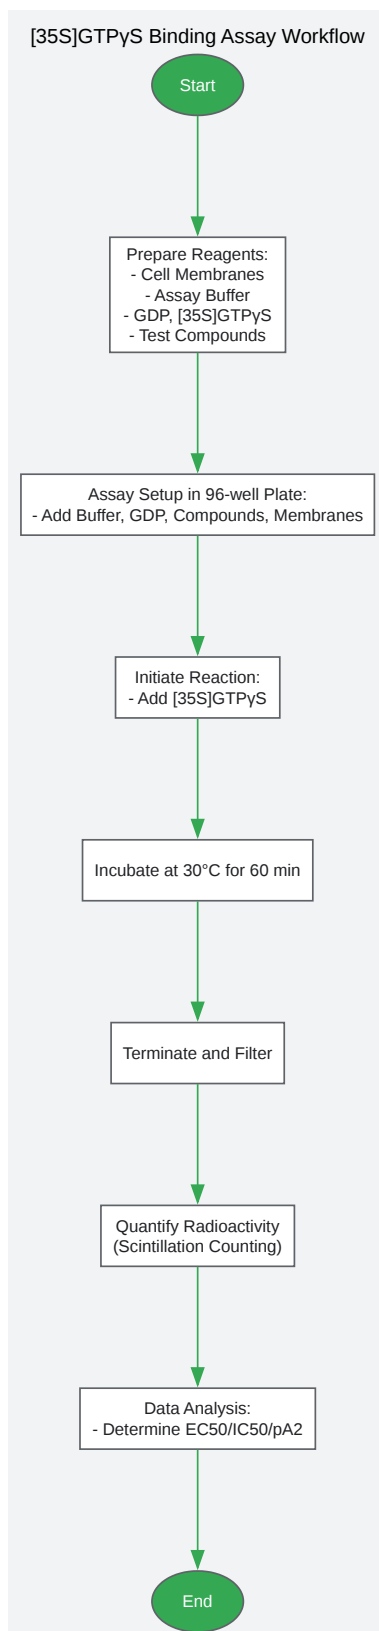 [35S]GTPγS Binding Assay Workflow
Start
Prepare Reagents:
- Cell Membranes
- Assay Buffer
- GDP, [35S]GTPγS
- Test Compounds
Assay Setup in 96-well Plate:
- Add Buffer, GDP, Compounds, Membranes
Initiate Reaction:
- Add [35S]GTPγS
Incubate at 30°C for 60 min
Terminate and Filter
Quantify Radioactivity
(Scintillation Counting)
Data Analysis:
- Determine EC50/IC50/pA2
End